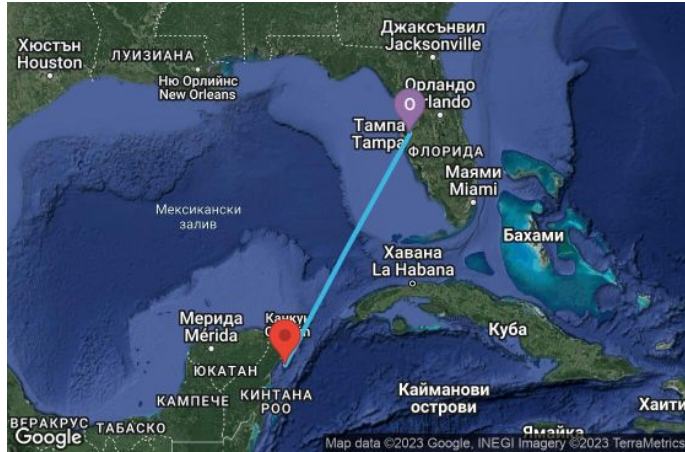 Джаксънвил
Jacksonville
Хюстън
Houston
ЛУИЗИАНА
Ню Орлийнс
New Orleans
Орландо
O
Тампа
Tampa
ФЛОРИДА
Маями
Miami
Мексикански
залив
Бахами
Хавана
La Habana
Мерида
Mérida
Куба
ЮКАТАН
КАМПЕЧЕ
КИНТАНА
РОО
Кайманови
острови
Хаити
ВЕРАКРУС
ТАБАСКО
Ямайка
Google
Map data ©2023 Google, INEGI Imagery ©2023 TerraMetrics